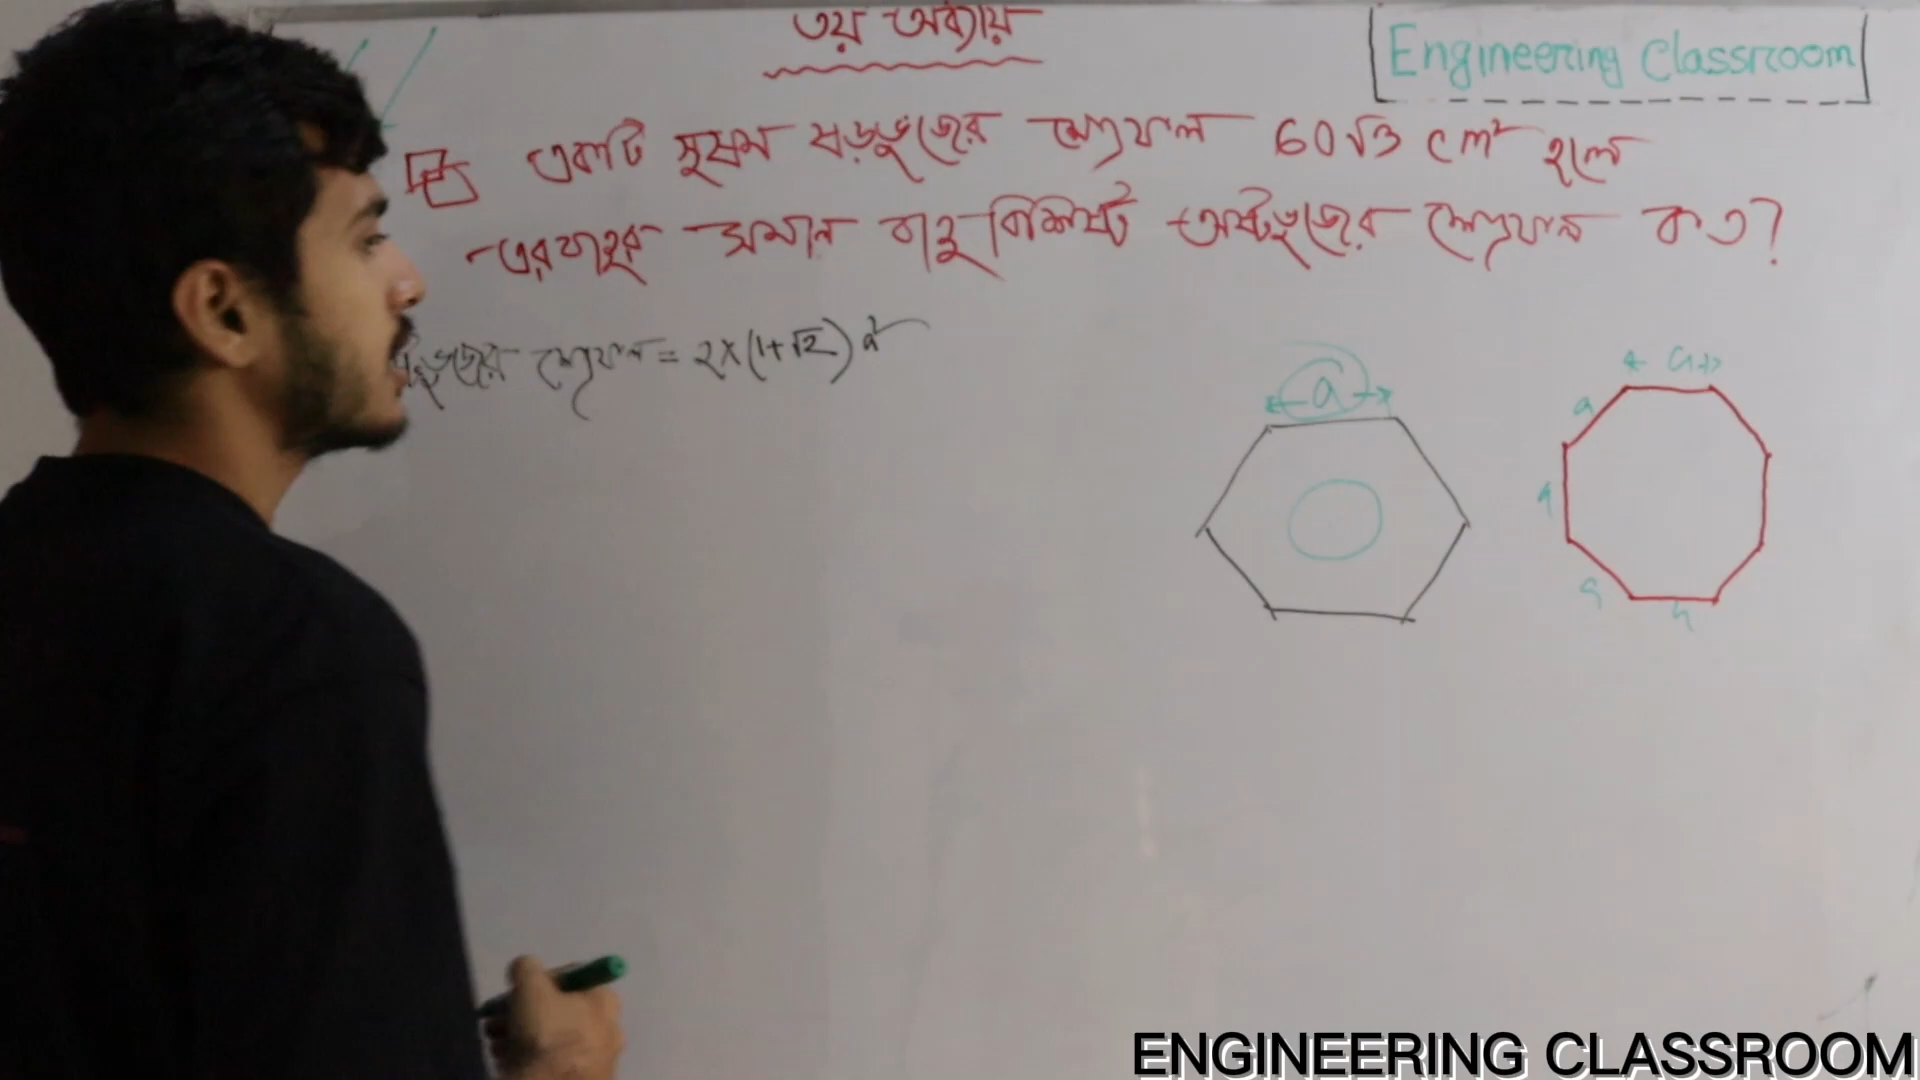 ৩য় অধ্যায়
Engineering Classroom
একটি সুষম ষড়ভুজের ক্ষেত্রফল 60√3 cm² হলে
এর বাহুর সমান বাহু বিশিষ্ট অষ্টভুজের ক্ষেত্রফল কত?
ভুজের ক্ষেত্রফল = 2×(1+√2) a²
a
a
a
a
a
a
ENGINEERING CLASSROOM